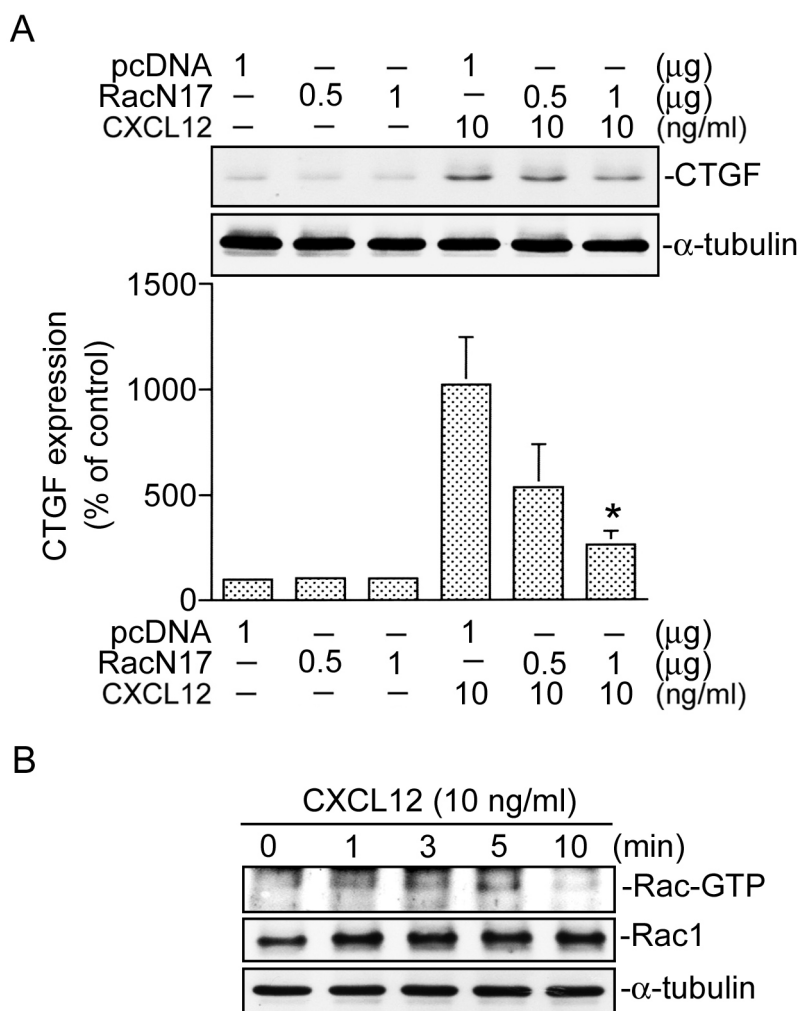 A
pcDNA 1 – – 1 – – (μg)
RacN17 – 0.5 1 – 0.5 1 (μg)
CXCL12 – – – 10 10 10 (ng/ml)
-CTGF
-α-tubulin
CTGF expression
(% of control)
1500
1000
500
0
*
pcDNA 1 – – 1 – – (μg)
RacN17 – 0.5 1 – 0.5 1 (μg)
CXCL12 – – – 10 10 10 (ng/ml)
B
CXCL12 (10 ng/ml)
0 1 3 5 10 (min)
-Rac-GTP
-Rac1
-α-tubulin